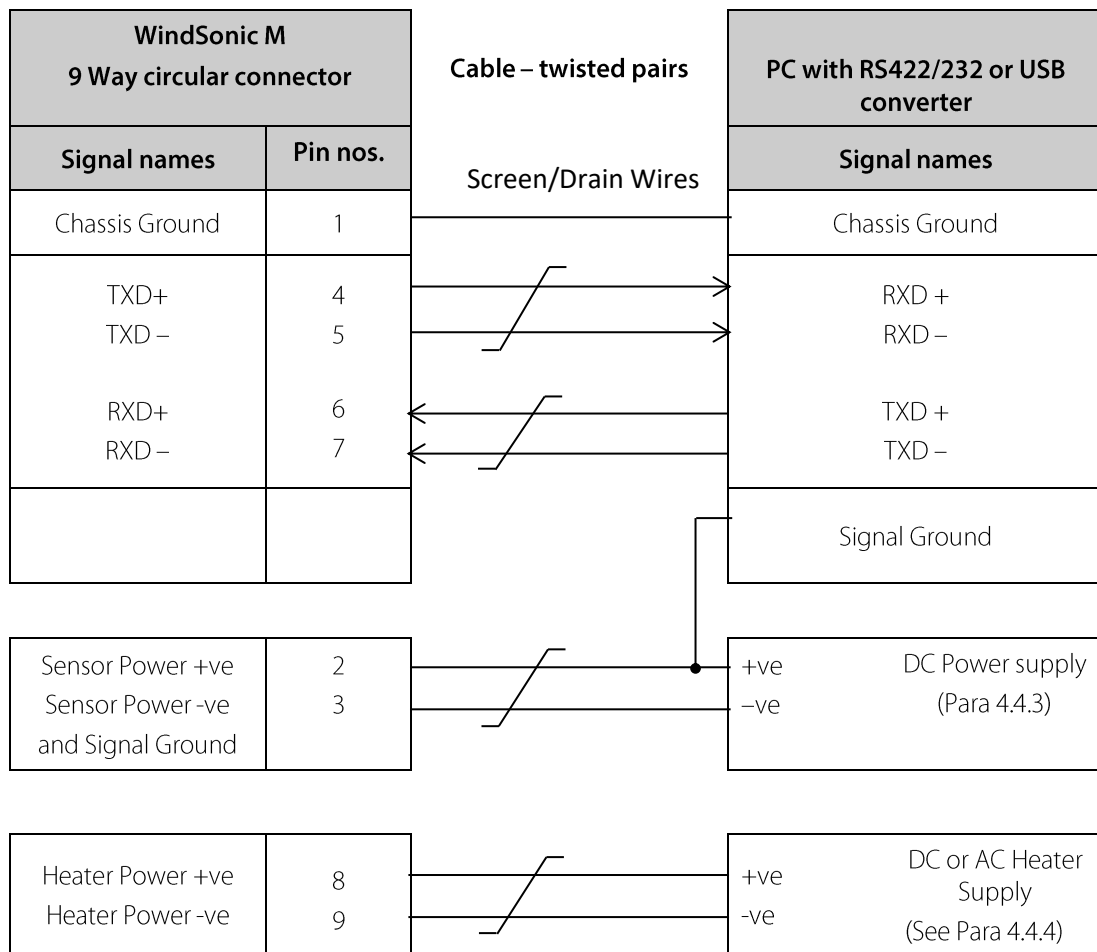 WindSonic M
9 Way circular connector
Cable – twisted pairs
PC with RS422/232 or USB
converter
Signal names
Pin nos.
Screen/Drain Wires
Signal names
Chassis Ground
1
Chassis Ground
TXD+
4
RXD +
TXD –
5
RXD –
RXD+
6
TXD +
RXD –
7
TXD –
Signal Ground
Sensor Power +ve
2
+ve
DC Power supply
Sensor Power -ve
3
–ve
(Para 4.4.3)
and Signal Ground
Heater Power +ve
8
+ve
DC or AC Heater
Supply
Heater Power -ve
9
-ve
(See Para 4.4.4)